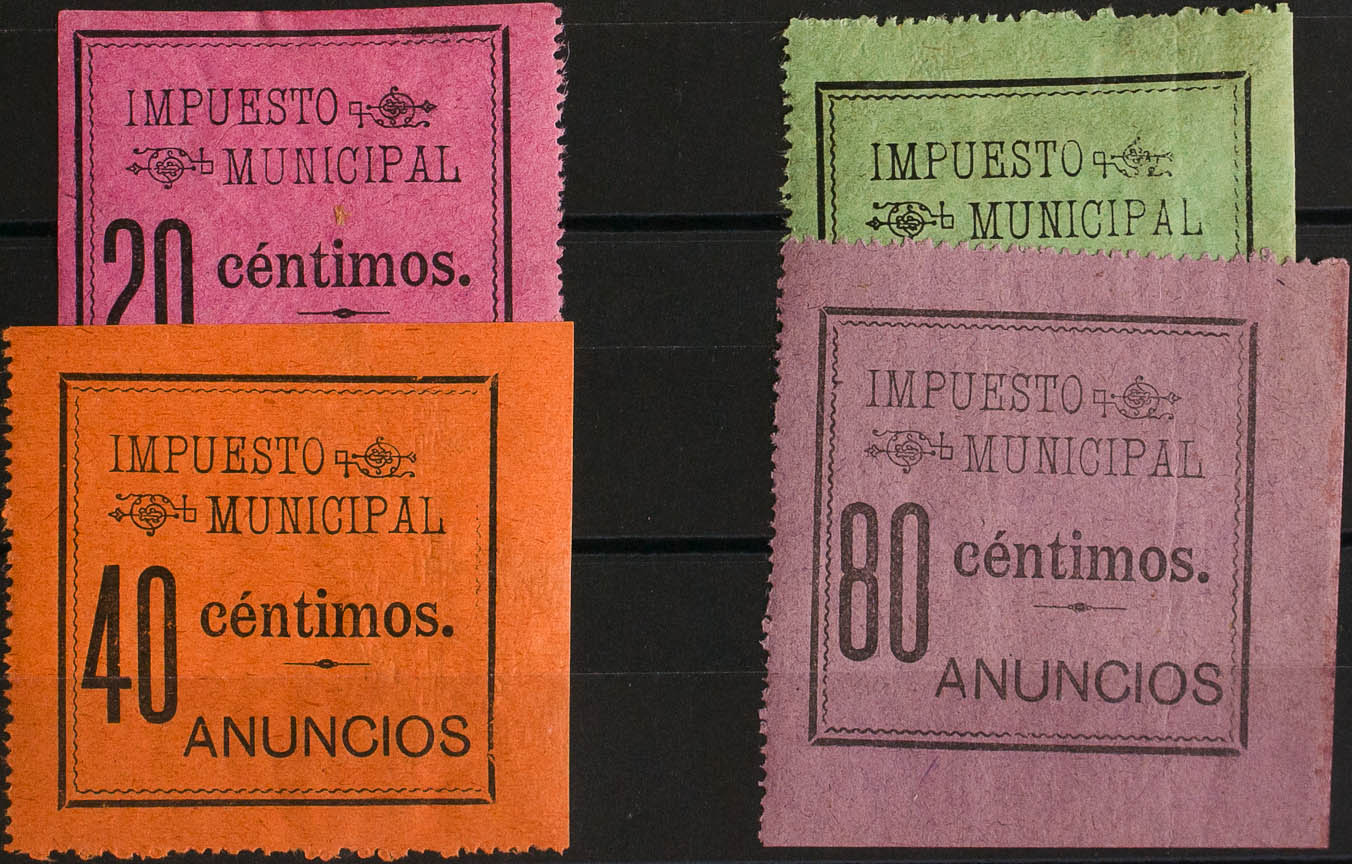 IMPUESTO
MUNICIPAL
20 céntimos.
IMPUESTO
MUNICIPAL
40 céntimos.
ANUNCIOS
IMPUESTO
MUNICIPAL
IMPUESTO
MUNICIPAL
80 céntimos.
ANUNCIOS